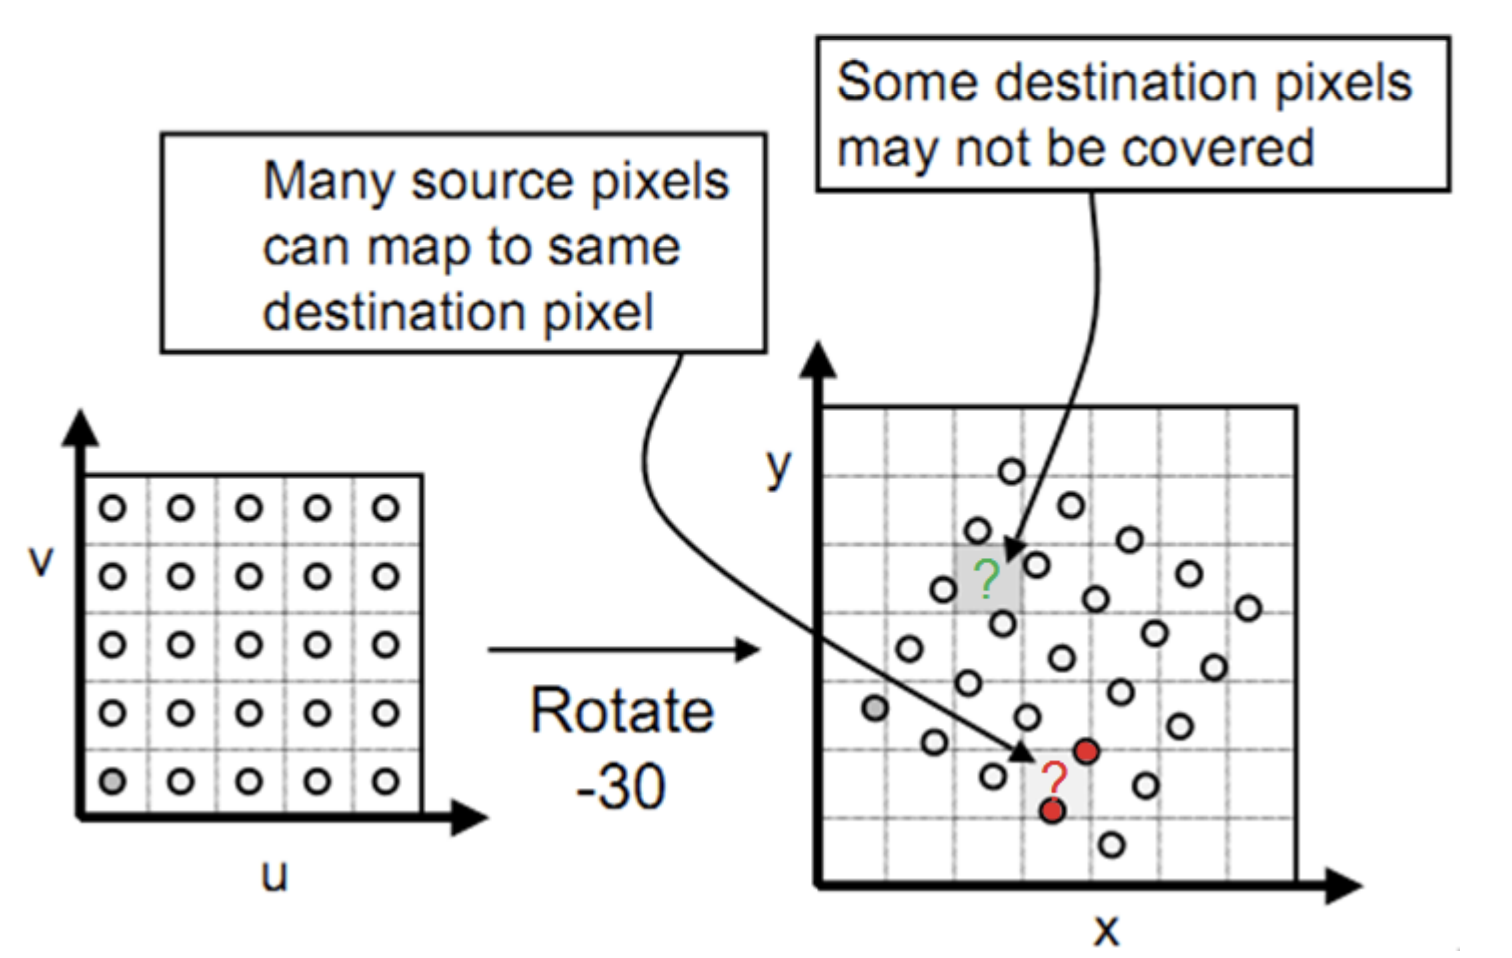 Some destination pixels
may not be covered
Many source pixels
can map to same
destination pixel
y
v
?
Rotate
-30
?
u
x